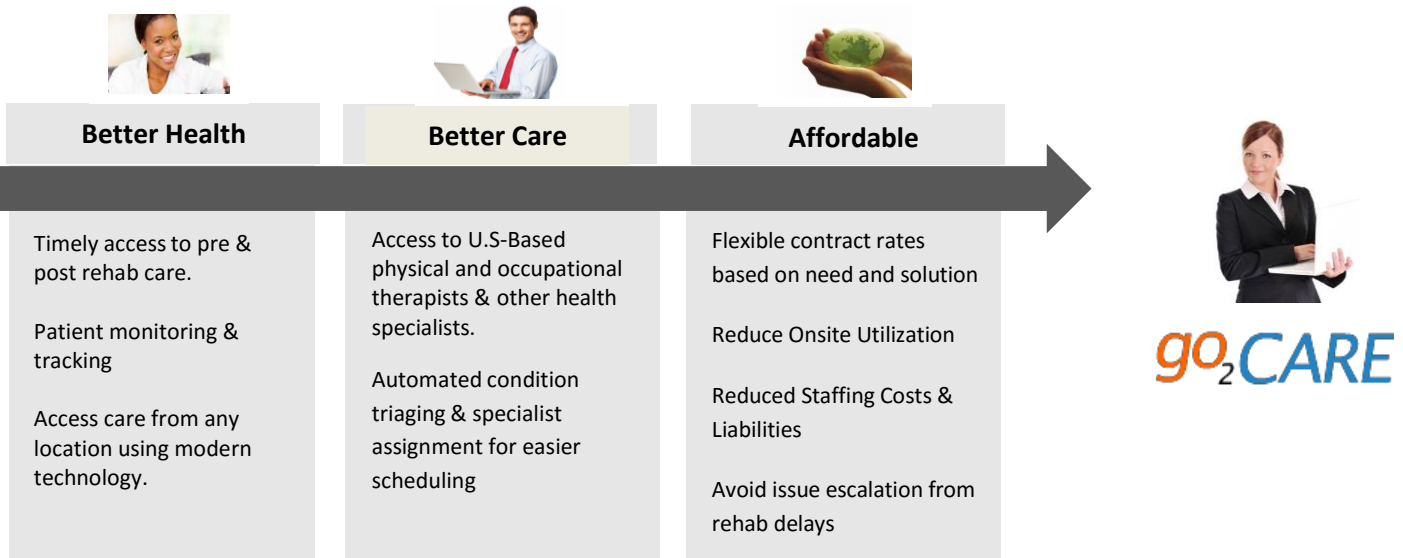 Better Health
Timely access to pre &
post rehab care.
Patient monitoring &
tracking
Access care from any
location using modern
technology.
Better Care
Access to U.S-Based
physical and occupational
therapists & other health
specialists.
Automated condition
triaging & specialist
assignment for easier
scheduling
Affordable
Flexible contract rates
based on need and solution
Reduce Onsite Utilization
Reduced Staffing Costs &
Liabilities
Avoid issue escalation from
rehab delays
go2CARE